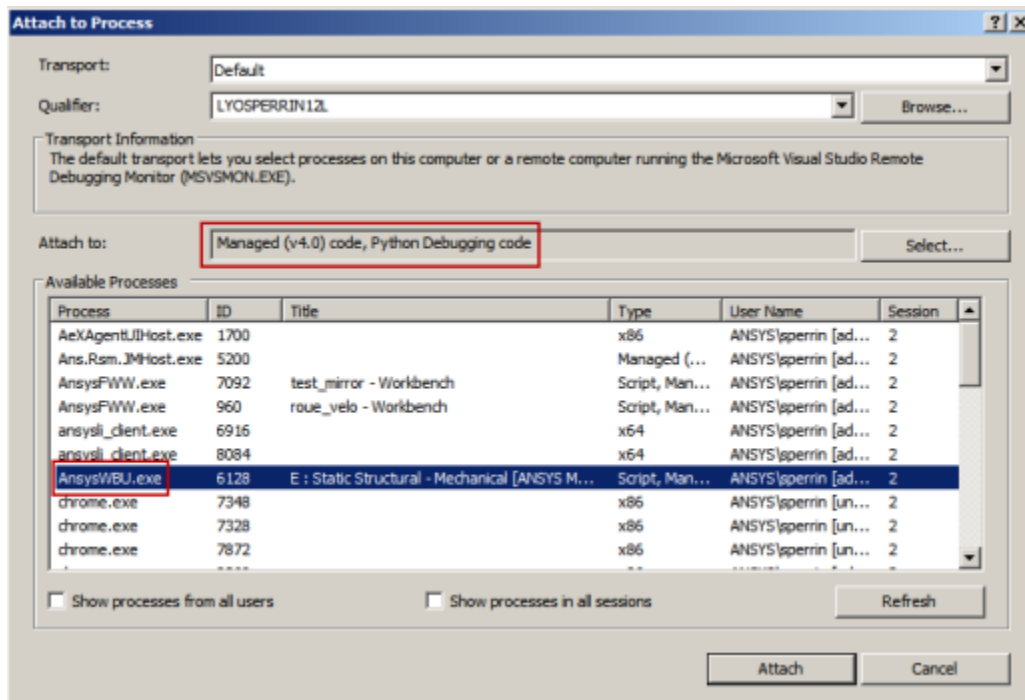 Attach to Process
Transport:
Default
Qualifier:
LYOSPERRIN12L
Browse...
Transport Information
The default transport lets you select processes on this computer or a remote computer running the Microsoft Visual Studio Remote
Debugging Monitor (MSVSMON.EXE).
Attach to:
Managed (v4.0) code, Python Debugging code
Select...
Available Processes
Process ID Title Type User Name Session
AeXAgentUIHost.exe 1700 x86 ANSYS\sperrin [ad... 2
Ans.Rsm.JMHost.exe 5200 Managed (... ANSYS\sperrin [ad... 2
AnsysFWW.exe 7092 test_mirror - Workbench Script, Man... ANSYS\sperrin [ad... 2
AnsysFWW.exe 960 roue_velo - Workbench Script, Man... ANSYS\sperrin [ad... 2
ansysli_client.exe 6916 x64 ANSYS\sperrin [ad... 2
ansysli_client.exe 8084 x64 ANSYS\sperrin [ad... 2
AnsysWBU.exe 6128 E : Static Structural - Mechanical [ANSYS M... Script, Man... ANSYS\sperrin [ad... 2
chrome.exe 7348 x86 ANSYS\sperrin [un... 2
chrome.exe 7328 x86 ANSYS\sperrin [un... 2
chrome.exe 7872 x86 ANSYS\sperrin [un... 2
Show processes from all users
Show processes in all sessions
Refresh
Attach
Cancel